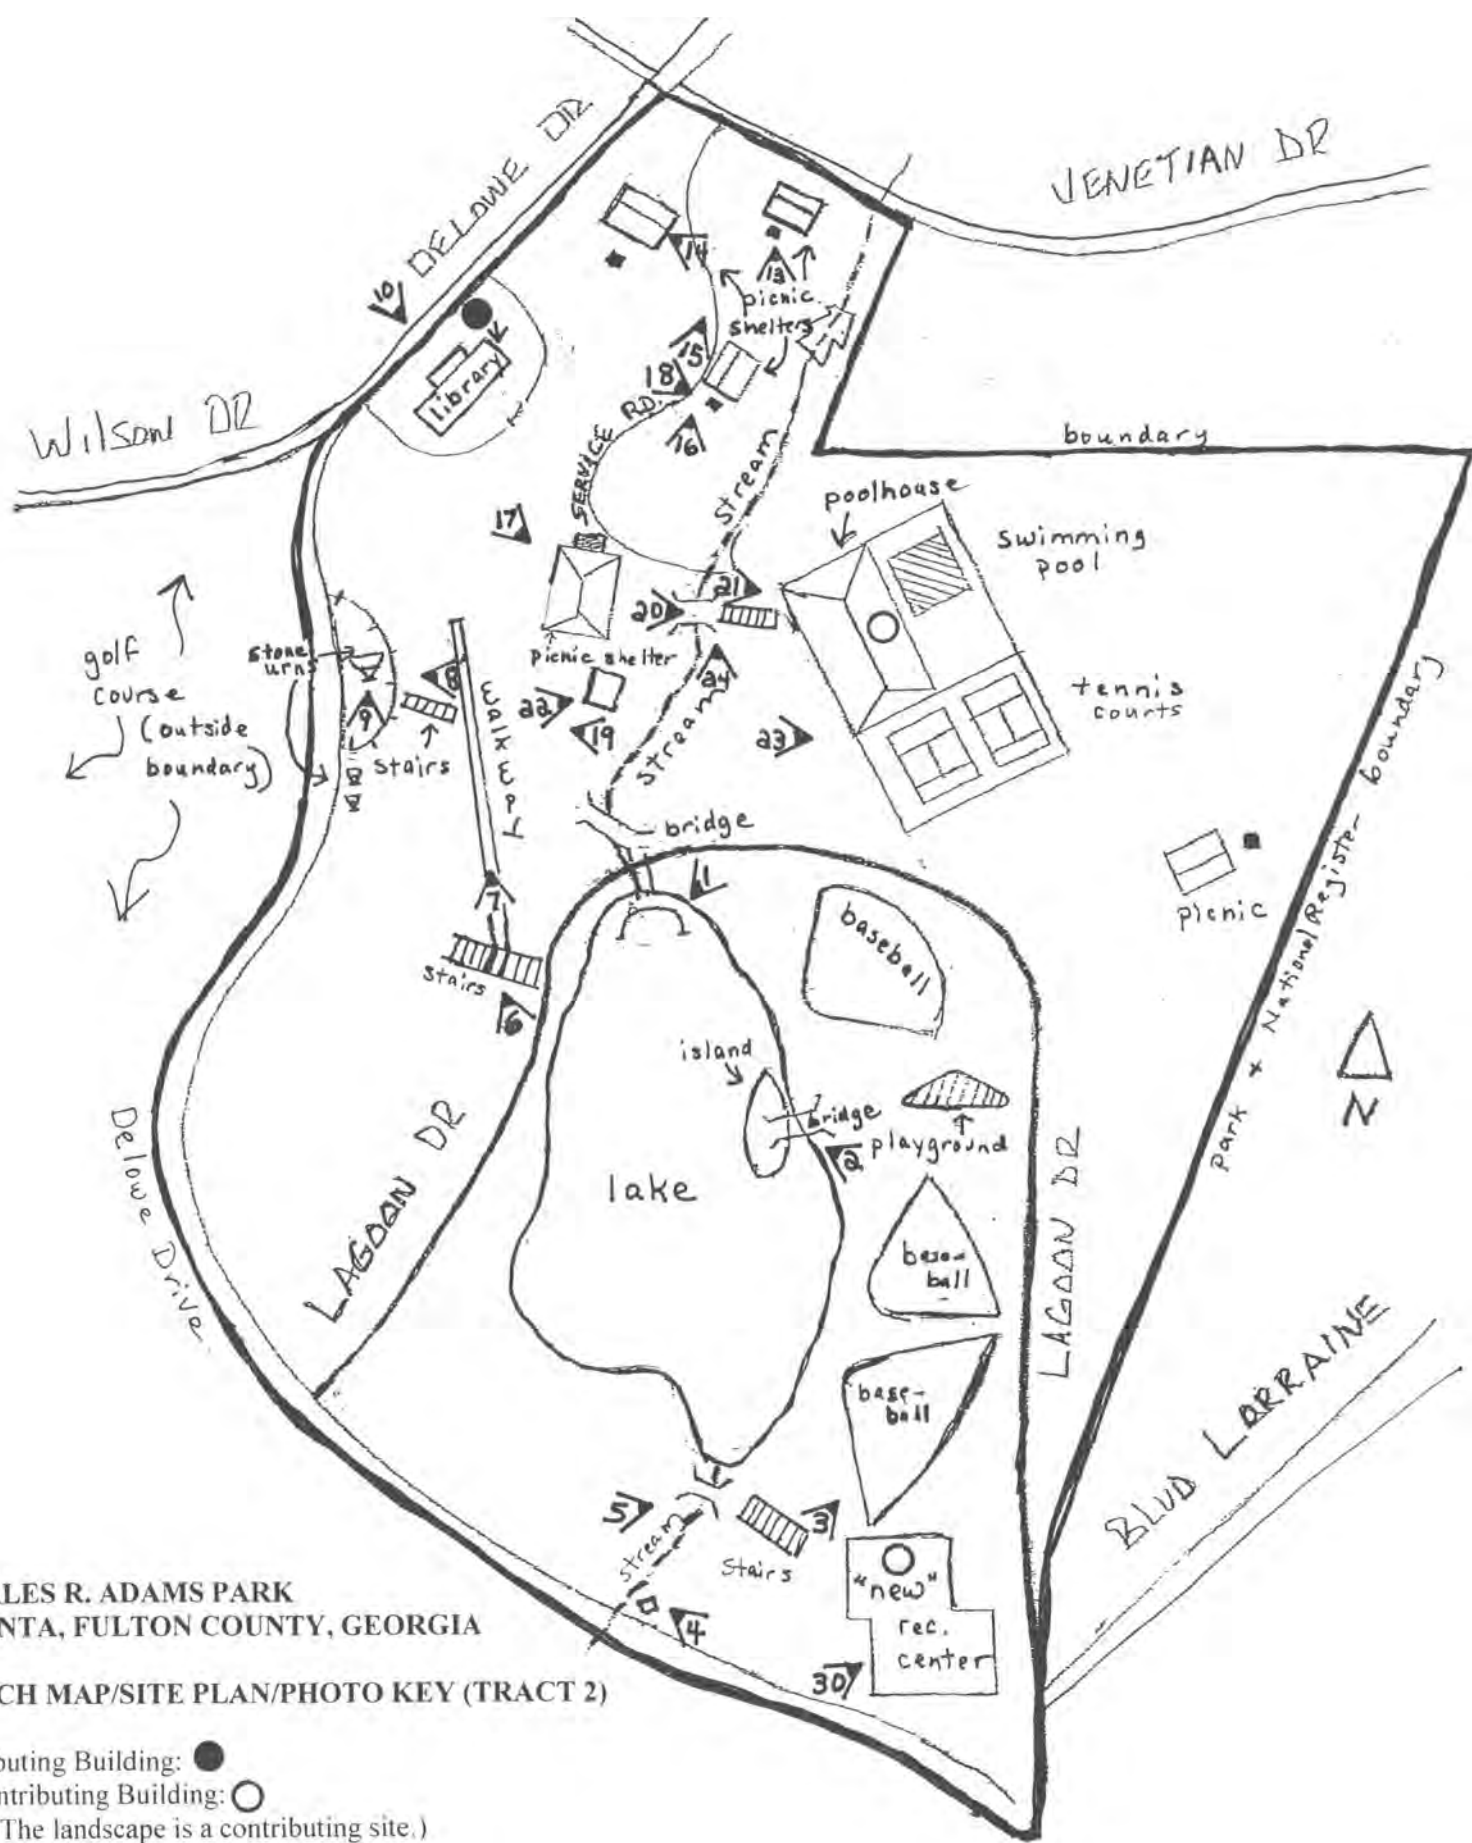 DELOWE DR
VENETIAN DR
10
14
13
picnic
shelters
15
18
library
Wilson DR
SERVICE RD.
16
boundary
stream
17
poolhouse
swimming
pool
21
20
golf
course
(outside
boundary)
stone
urns
picnic shelter
8
24
tennis
courts
9
22
19
23
walkway
stairs
stream
bridge
1
7
picnic
baseball
stairs
6
island
bridge
2
playground
N
Park + National Register boundary
Delowe Drive
LAGOON DR
lake
LAGOON DR
base-
ball
base-
ball
BLVD LORRAINE
5
3
stream
stairs
"new"
rec.
center
4
30
LES R. ADAMS PARK
NTA, FULTON COUNTY, GEORGIA
CH MAP/SITE PLAN/PHOTO KEY (TRACT 2)
buting Building:
ntributing Building:
The landscape is a contributing site.)